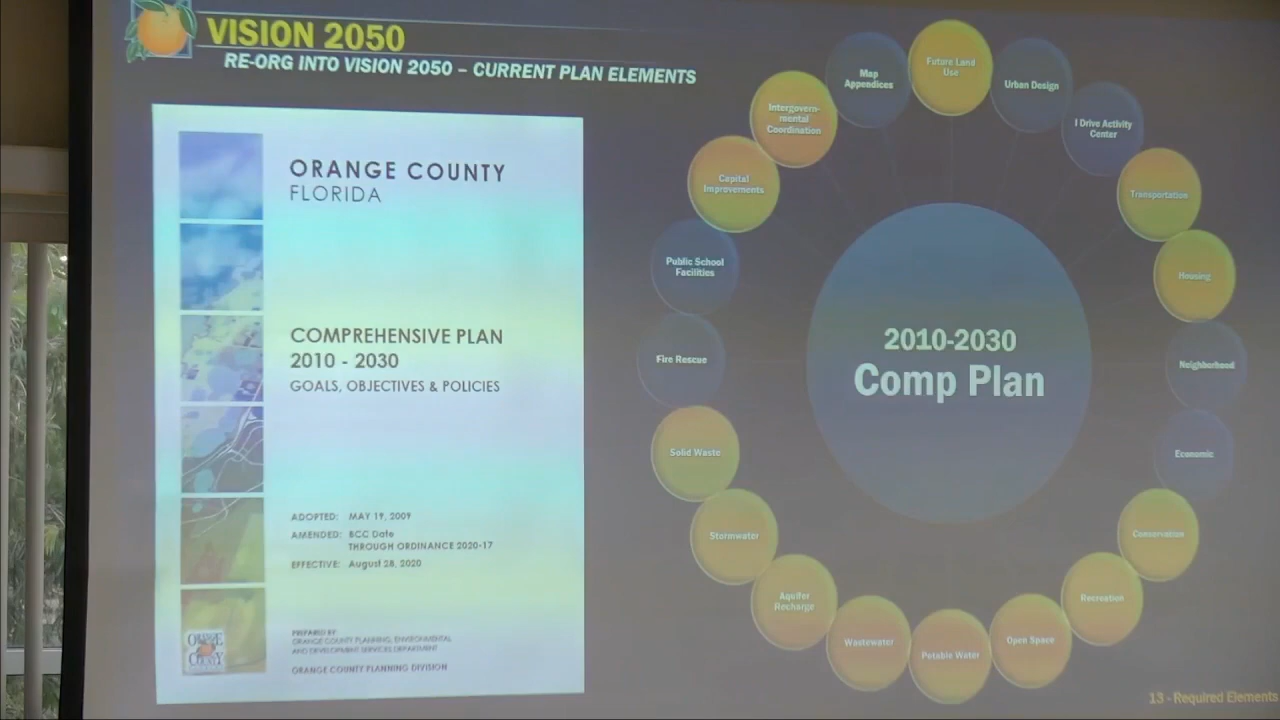 VISION 2050
RE-ORG INTO VISION 2050 – CURRENT PLAN ELEMENTS
ORANGE COUNTY
FLORIDA
COMPREHENSIVE PLAN
2010 - 2030
GOALS, OBJECTIVES & POLICIES
ADOPTED: MAY 19, 2009
AMENDED: BCC Date
THROUGH ORDINANCE 2020-17
EFFECTIVE: August 28, 2020
PREPARED BY:
ORANGE COUNTY PLANNING, ENVIRONMENTAL
AND DEVELOPMENT SERVICES DEPARTMENT
ORANGE COUNTY PLANNING DIVISION
ORANGE
COUNTY
2010-2030
Comp Plan
Future Land
Use
Urban Design
I Drive Activity
Center
Transportation
Housing
Neighborhood
Economic
Conservation
Recreation
Open Space
Potable Water
Wastewater
Aquifer
Recharge
Stormwater
Solid Waste
Fire Rescue
Public School
Facilities
Capital
Improvements
Intergovern-
mental
Coordination
Map
Appendices
13 - Required Elements